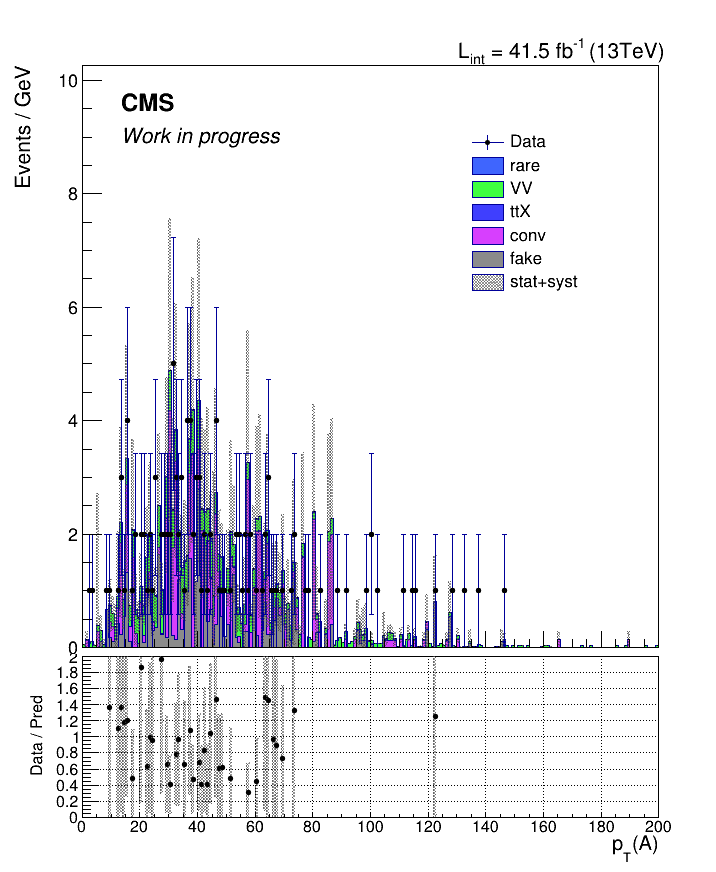 L_int = 41.5 fb^-1 (13TeV)
Events / GeV
10
8
6
4
2
0
CMS
Work in progress
Data
rare
VV
ttX
conv
fake
stat+syst
Data / Pred
2
1.8
1.6
1.4
1.2
1
0.8
0.6
0.4
0.2
0
0 20 40 60 80 100 120 140 160 180 200
p_T(A)